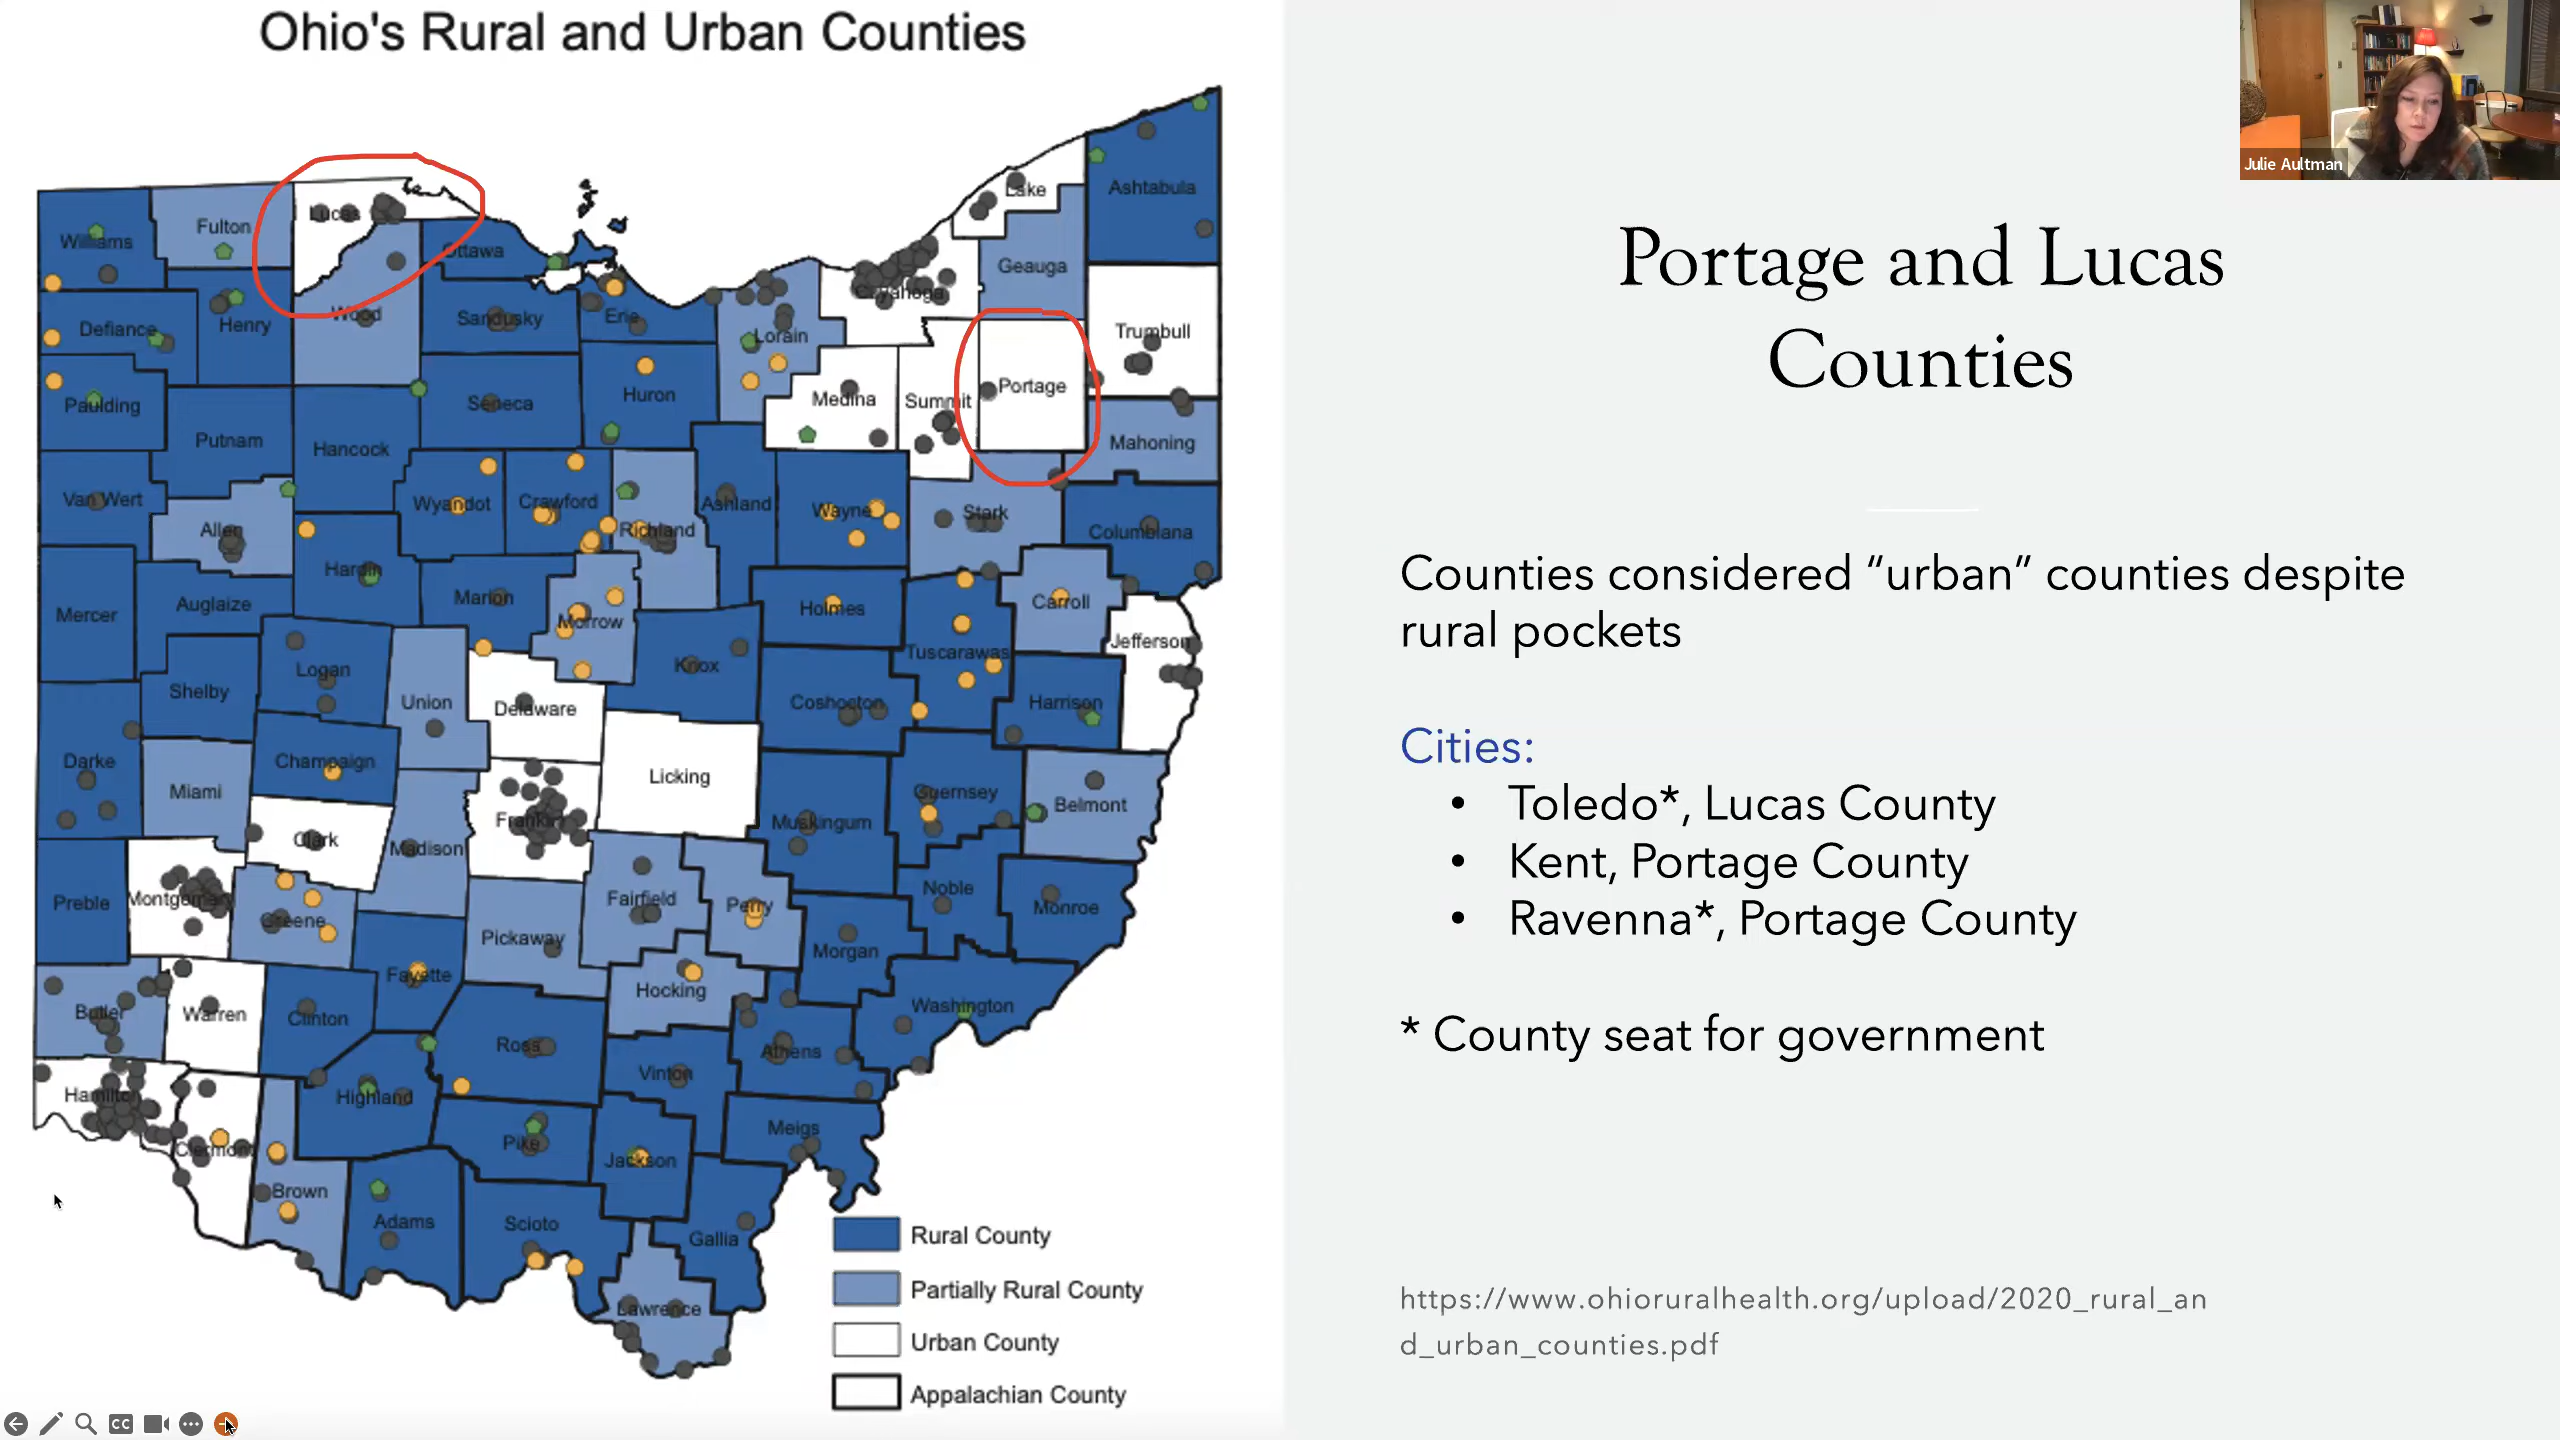 Ohio's Rural and Urban Counties
Julie Aultman
Portage and Lucas
Counties
Counties considered “urban” counties despite
rural pockets
Cities:
• Toledo*, Lucas County
• Kent, Portage County
• Ravenna*, Portage County
* County seat for government
https://www.ohioruralhealth.org/upload/2020_rural_an
d_urban_counties.pdf
Lake
Ashtabula
Williams
Fulton
Lucas
Ottawa
Geauga
Cuyahoga
Defiance
Henry
Wood
Sandusky
Erie
Lorain
Trumbull
Paulding
Seneca
Huron
Medina
Summit
Portage
Putnam
Hancock
Mahoning
Van Wert
Allen
Wyandot
Crawford
Richland
Ashland
Wayne
Stark
Columbiana
Mercer
Auglaize
Hardin
Marion
Morrow
Holmes
Carroll
Jefferson
Shelby
Logan
Union
Delaware
Knox
Coshocton
Tuscarawas
Harrison
Darke
Miami
Champaign
Franklin
Licking
Muskingum
Guernsey
Belmont
Clark
Madison
Preble
Montgomery
Greene
Pickaway
Fairfield
Perry
Noble
Monroe
Morgan
Fayette
Hocking
Washington
Butler
Warren
Clinton
Ross
Athens
Vinton
Hamilton
Clermont
Highland
Pike
Jackson
Meigs
Brown
Adams
Scioto
Gallia
Lawrence
Rural County
Partially Rural County
Urban County
Appalachian County
CC